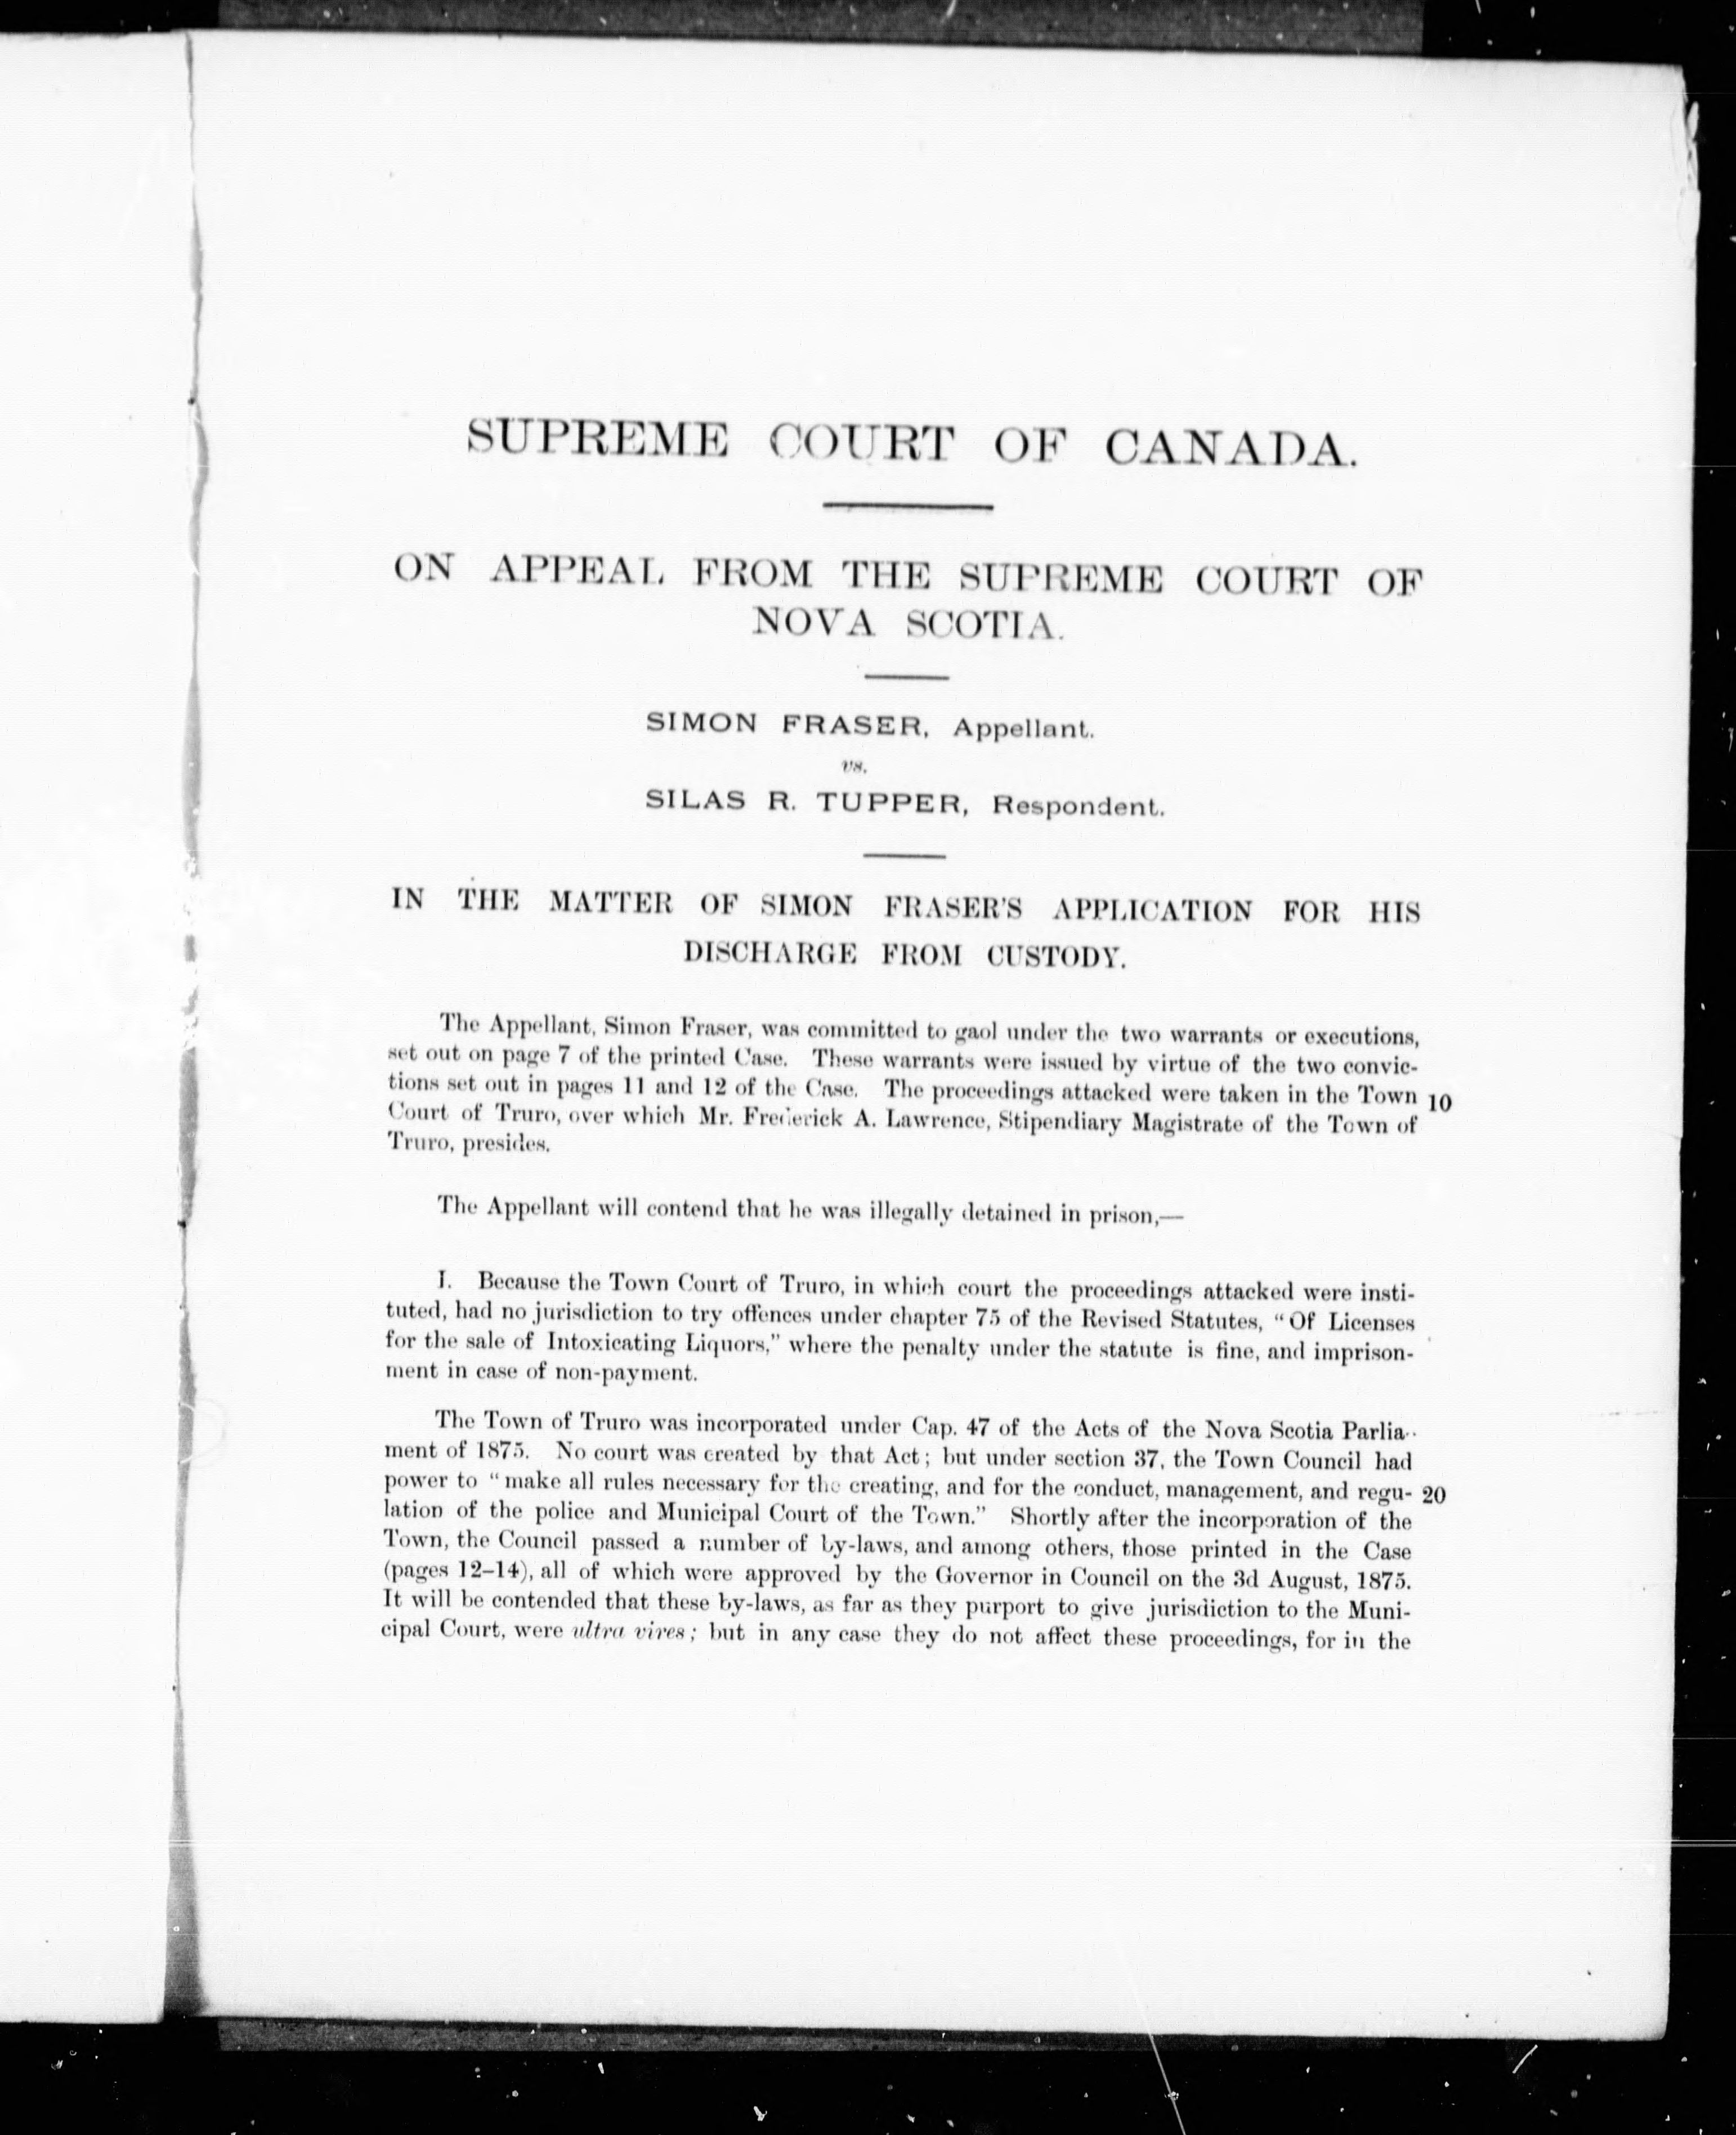 SUPREME COURT OF CANADA.
ON APPEAL FROM THE SUPREME COURT OF
NOVA SCOTIA.
SIMON FRASER, Appellant.
vs.
SILAS R. TUPPER, Respondent.
IN THE MATTER OF SIMON FRASER'S APPLICATION FOR HIS
DISCHARGE FROM CUSTODY.
The Appellant, Simon Fraser, was committed to gaol under the two warrants or executions,
set out on page 7 of the printed Case. These warrants were issued by virtue of the two convic-
tions set out in pages 11 and 12 of the Case. The proceedings attacked were taken in the Town 10
Court of Truro, over which Mr. Frederick A. Lawrence, Stipendiary Magistrate of the Town of
Truro, presides.
The Appellant will contend that he was illegally detained in prison,—
I. Because the Town Court of Truro, in which court the proceedings attacked were insti-
tuted, had no jurisdiction to try offences under chapter 75 of the Revised Statutes, "Of Licenses
for the sale of Intoxicating Liquors," where the penalty under the statute is fine, and imprison-
ment in case of non-payment.
The Town of Truro was incorporated under Cap. 47 of the Acts of the Nova Scotia Parlia-
ment of 1875. No court was created by that Act; but under section 37, the Town Council had
power to "make all rules necessary for the creating, and for the conduct, management, and regu- 20
lation of the police and Municipal Court of the Town." Shortly after the incorporation of the
Town, the Council passed a number of by-laws, and among others, those printed in the Case
(pages 12–14), all of which were approved by the Governor in Council on the 3d August, 1875.
It will be contended that these by-laws, as far as they purport to give jurisdiction to the Muni-
cipal Court, were ultra vires; but in any case they do not affect these proceedings, for in the